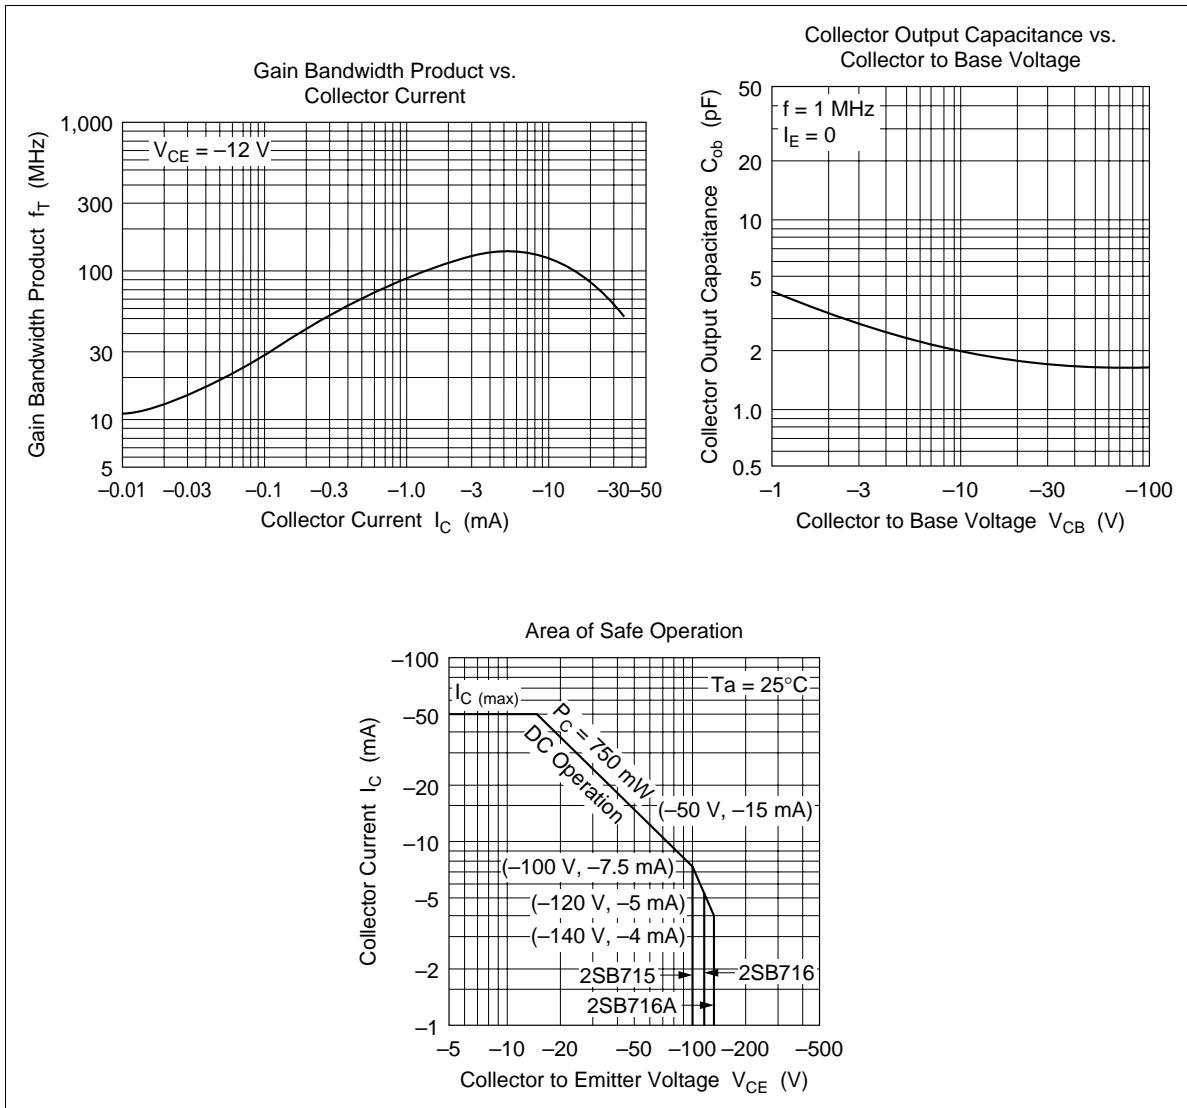 Gain Bandwidth Product vs.
Collector Current
1,000
300
100
30
10
5
Gain Bandwidth Product f_T (MHz)
V_CE = –12 V
–0.01 –0.03 –0.1 –0.3 –1.0 –3 –10 –30 –50
Collector Current I_C (mA)
Collector Output Capacitance vs.
Collector to Base Voltage
50
20
10
5
2
1.0
0.5
Collector Output Capacitance C_ob (pF)
f = 1 MHz
I_E = 0
–1 –3 –10 –30 –100
Collector to Base Voltage V_CB (V)
Area of Safe Operation
–100
–50
–20
–10
–5
–2
–1
Collector Current I_C (mA)
I_C (max)
Ta = 25°C
P_C = 750 mW
DC Operation
(–50 V, –15 mA)
(–100 V, –7.5 mA)
(–120 V, –5 mA)
(–140 V, –4 mA)
2SB715
2SB716
2SB716A
–5 –10 –20 –50 –100 –200 –500
Collector to Emitter Voltage V_CE (V)